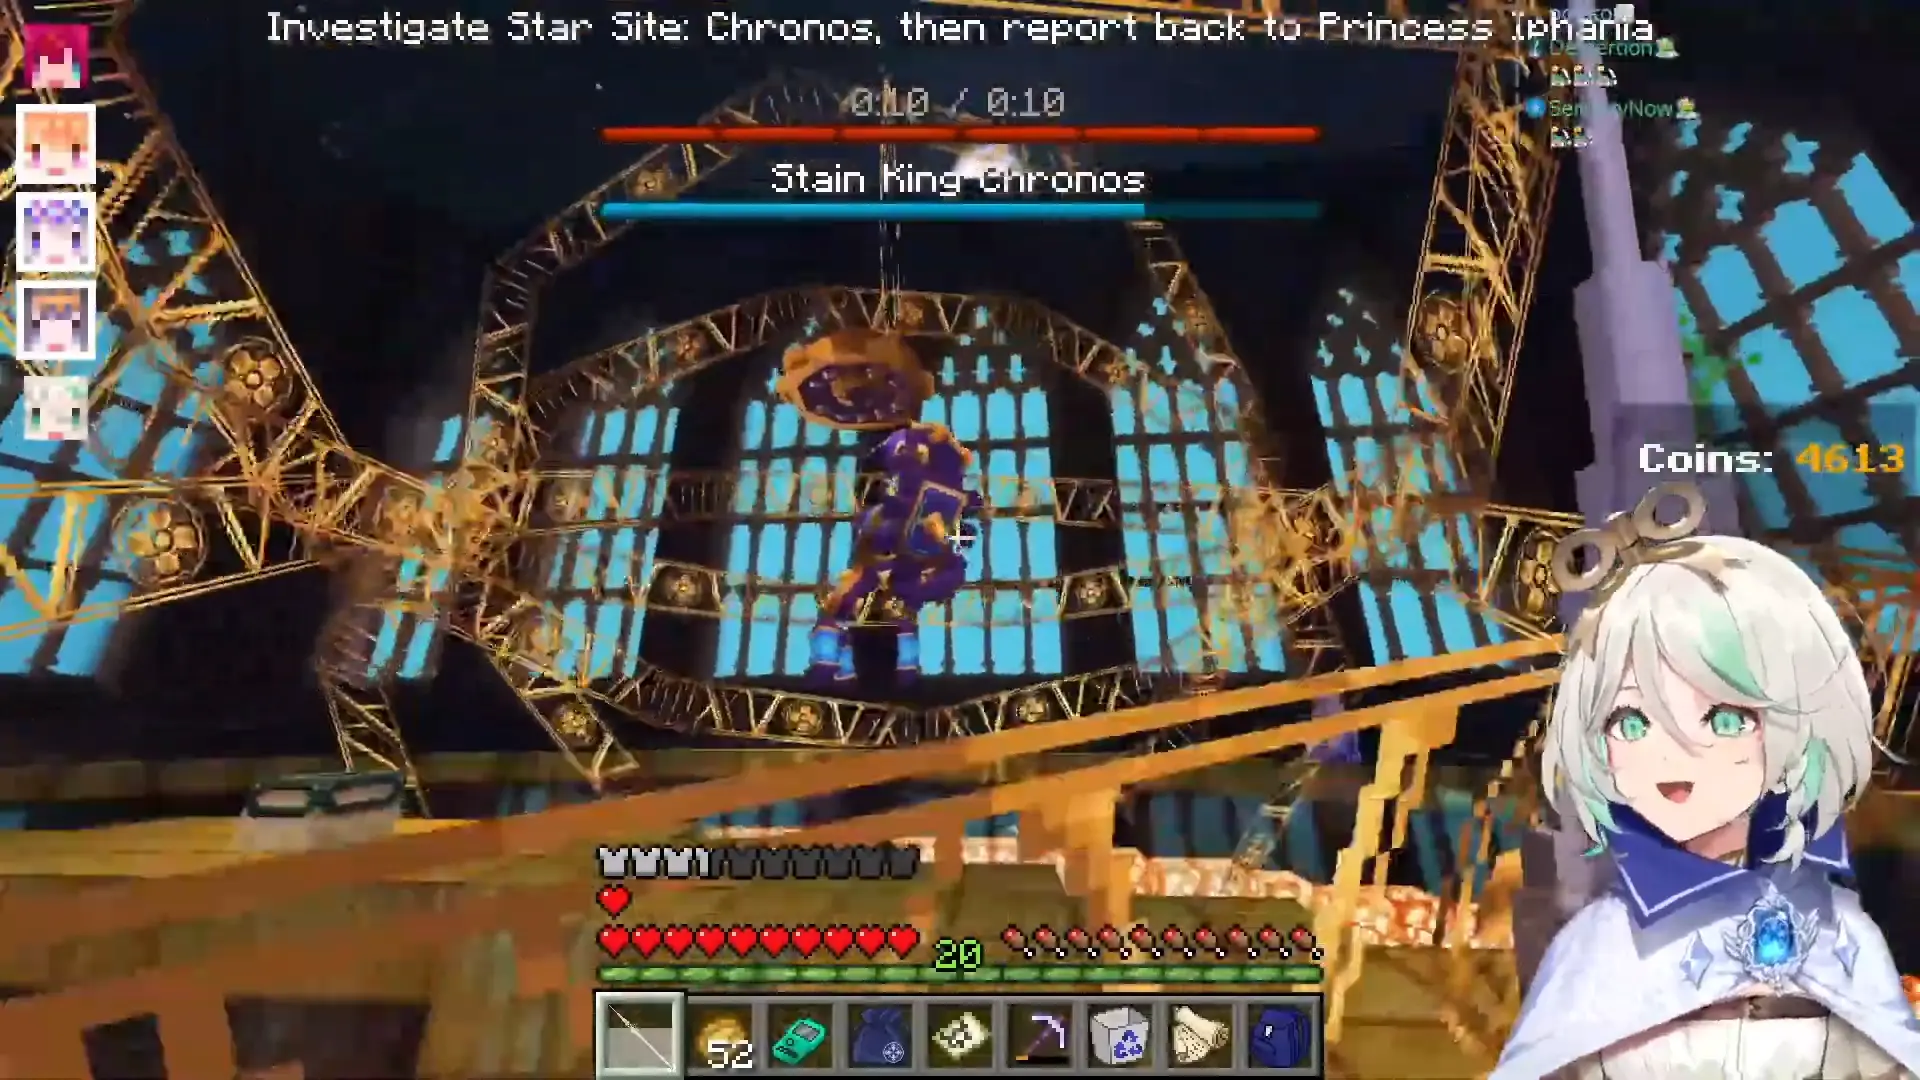 Investigate Star Site: Chronos, then report back to Princess Iphania
0:10 / 0:10
Stain King Chronos
Coins: 4613
20
52